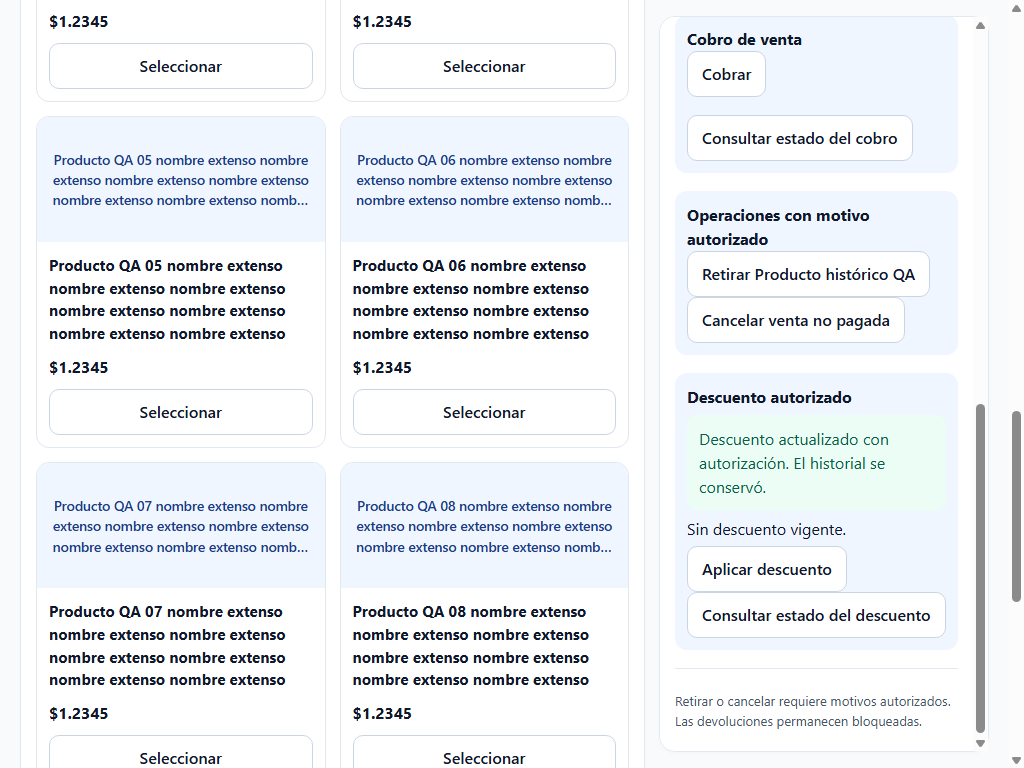 $1.2345
$1.2345
Seleccionar
Seleccionar
Producto QA 05 nombre extenso nombre
extenso nombre extenso nombre extenso
nombre extenso nombre extenso nomb...
Producto QA 06 nombre extenso nombre
extenso nombre extenso nombre extenso
nombre extenso nombre extenso nomb...
Producto QA 05 nombre extenso
nombre extenso nombre extenso
nombre extenso nombre extenso
nombre extenso nombre extenso
Producto QA 06 nombre extenso
nombre extenso nombre extenso
nombre extenso nombre extenso
nombre extenso nombre extenso
$1.2345
$1.2345
Seleccionar
Seleccionar
Producto QA 07 nombre extenso nombre
extenso nombre extenso nombre extenso
nombre extenso nombre extenso nomb...
Producto QA 08 nombre extenso nombre
extenso nombre extenso nombre extenso
nombre extenso nombre extenso nomb...
Producto QA 07 nombre extenso
nombre extenso nombre extenso
nombre extenso nombre extenso
nombre extenso nombre extenso
Producto QA 08 nombre extenso
nombre extenso nombre extenso
nombre extenso nombre extenso
nombre extenso nombre extenso
$1.2345
$1.2345
Seleccionar
Seleccionar
Cobro de venta
Cobrar
Consultar estado del cobro
Operaciones con motivo
autorizado
Retirar Producto histórico QA
Cancelar venta no pagada
Descuento autorizado
Descuento actualizado con
autorización. El historial se
conservó.
Sin descuento vigente.
Aplicar descuento
Consultar estado del descuento
Retirar o cancelar requiere motivos autorizados.
Las devoluciones permanecen bloqueadas.